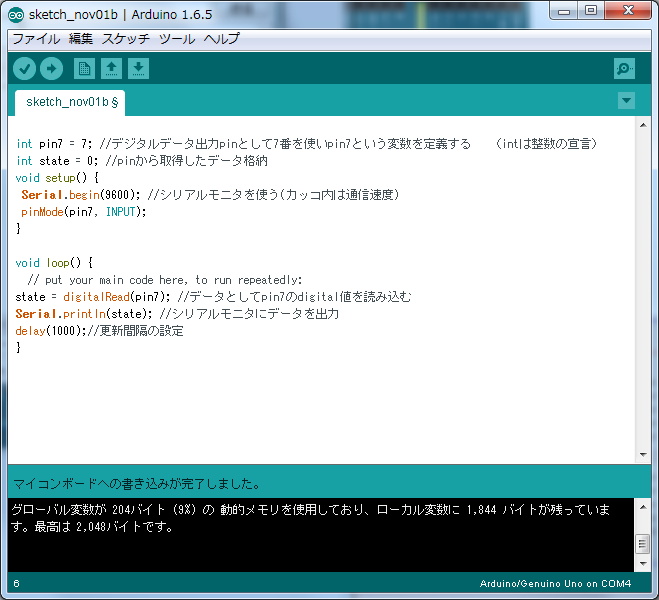 sketch_nov01b | Arduino 1.6.5
ファイル 編集 スケッチ ツール ヘルプ
sketch_nov01b §
int pin7 = 7; //デジタルデータ出力pinとして7番を使いpin7という変数を定義する　（intは整数の宣言）
int state = 0; //pinから取得したデータ格納
void setup() {
Serial.begin(9600); //シリアルモニタを使う(カッコ内は通信速度)
pinMode(pin7, INPUT);
}
void loop() {
// put your main code here, to run repeatedly:
state = digitalRead(pin7); //データとしてpin7のdigital値を読み込む
Serial.println(state); //シリアルモニタにデータを出力
delay(1000);//更新間隔の設定
}
マイコンボードへの書き込みが完了しました。
グローバル変数が 204バイト (9%) の 動的メモリを使用しており、ローカル変数に 1,844 バイトが残っていま
す。最高は 2,048バイトです。
6 Arduino/Genuino Uno on COM4